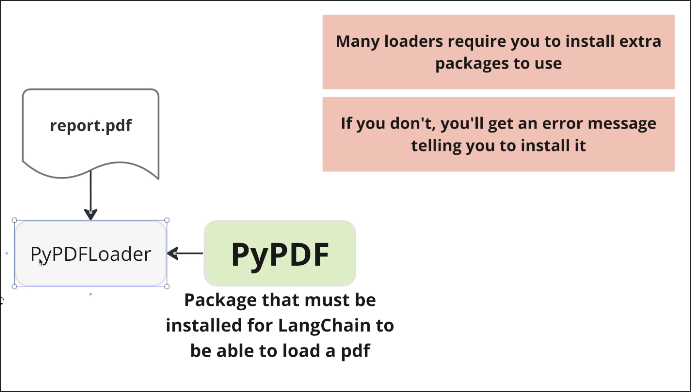 Many loaders require you to install extra
packages to use
If you don't, you'll get an error message
telling you to install it
report.pdf
PyPDFLoader
PyPDF
Package that must be
installed for LangChain to
be able to load a pdf